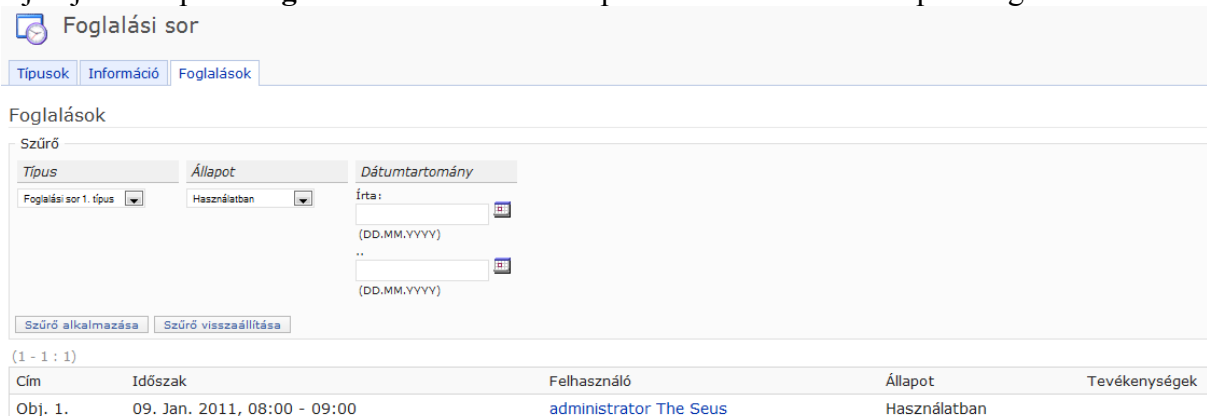 Foglalási sor
Típusok Információ Foglalások
Foglalások
Szűrő
Típus Állapot Dátumtartomány
Foglalási sor 1. típus Használatban Írta:
(DD.MM.YYYY)
..
(DD.MM.YYYY)
Szűrő alkalmazása Szűrő visszaállítása
(1 - 1 : 1)
Cím Időszak Felhasználó Állapot Tevékenységek
Obj. 1. 09. Jan. 2011, 08:00 - 09:00 administrator The Seus Használatban